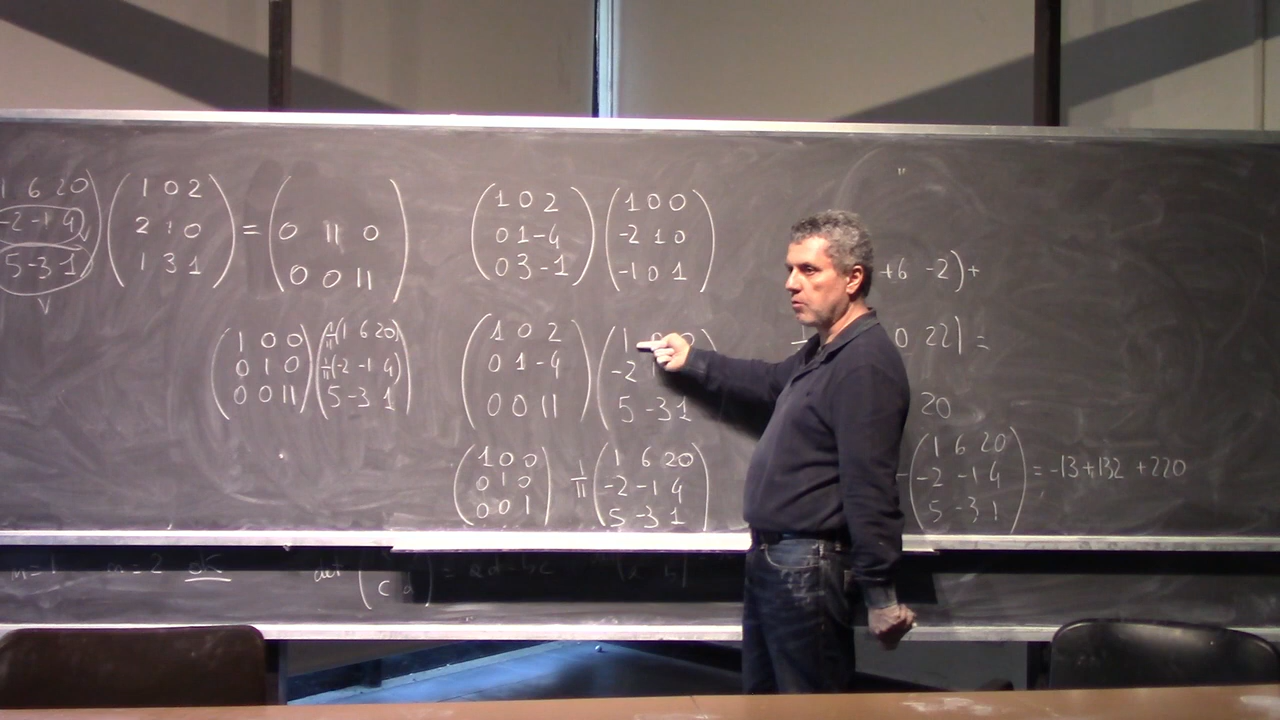 1 6 20) (1 0 2) = (
-2 -1 4) (2 1 0) (0 11 0)
5 -3 1) (1 3 1) (0 0 11)
(1 0 2) (1 0 0)
(0 1 -4) (-2 1 0)
(0 3 -1) (-1 0 1)
+6 -2)+
(1 0 0) (1/11(1 6 20)
(0 1 0) (1/11(-2 -1 4)
(0 0 11) (5 -3 1)
(1 0 2) (1 0
(0 1 -4) (-2
(0 0 11) (5 -3 1
0 22| =
20
(1 0 0) 1/11 (1 6 20)
(0 1 0) (-2 -1 4)
(0 0 1) (5 -3 1)
(1 6 20)
(-2 -1 4) = -13+132 +220
(5 -3 1)
n=1 n=2 ok det ( c d ) = ad - bc